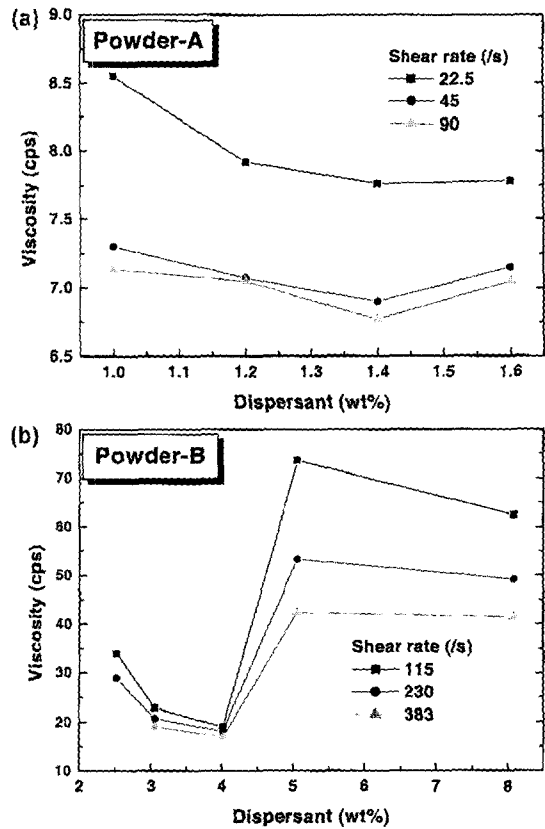 (a)
Powder-A
Shear rate (/s)
22.5
45
90
9.0
8.5
8.0
7.5
7.0
6.5
Viscosity (cps)
1.0 1.1 1.2 1.3 1.4 1.5 1.6
Dispersant (wt%)
(b)
Powder-B
80
70
60
50
40
30
20
10
Viscosity (cps)
Shear rate (/s)
115
230
383
2 3 4 5 6 7 8
Dispersant (wt%)